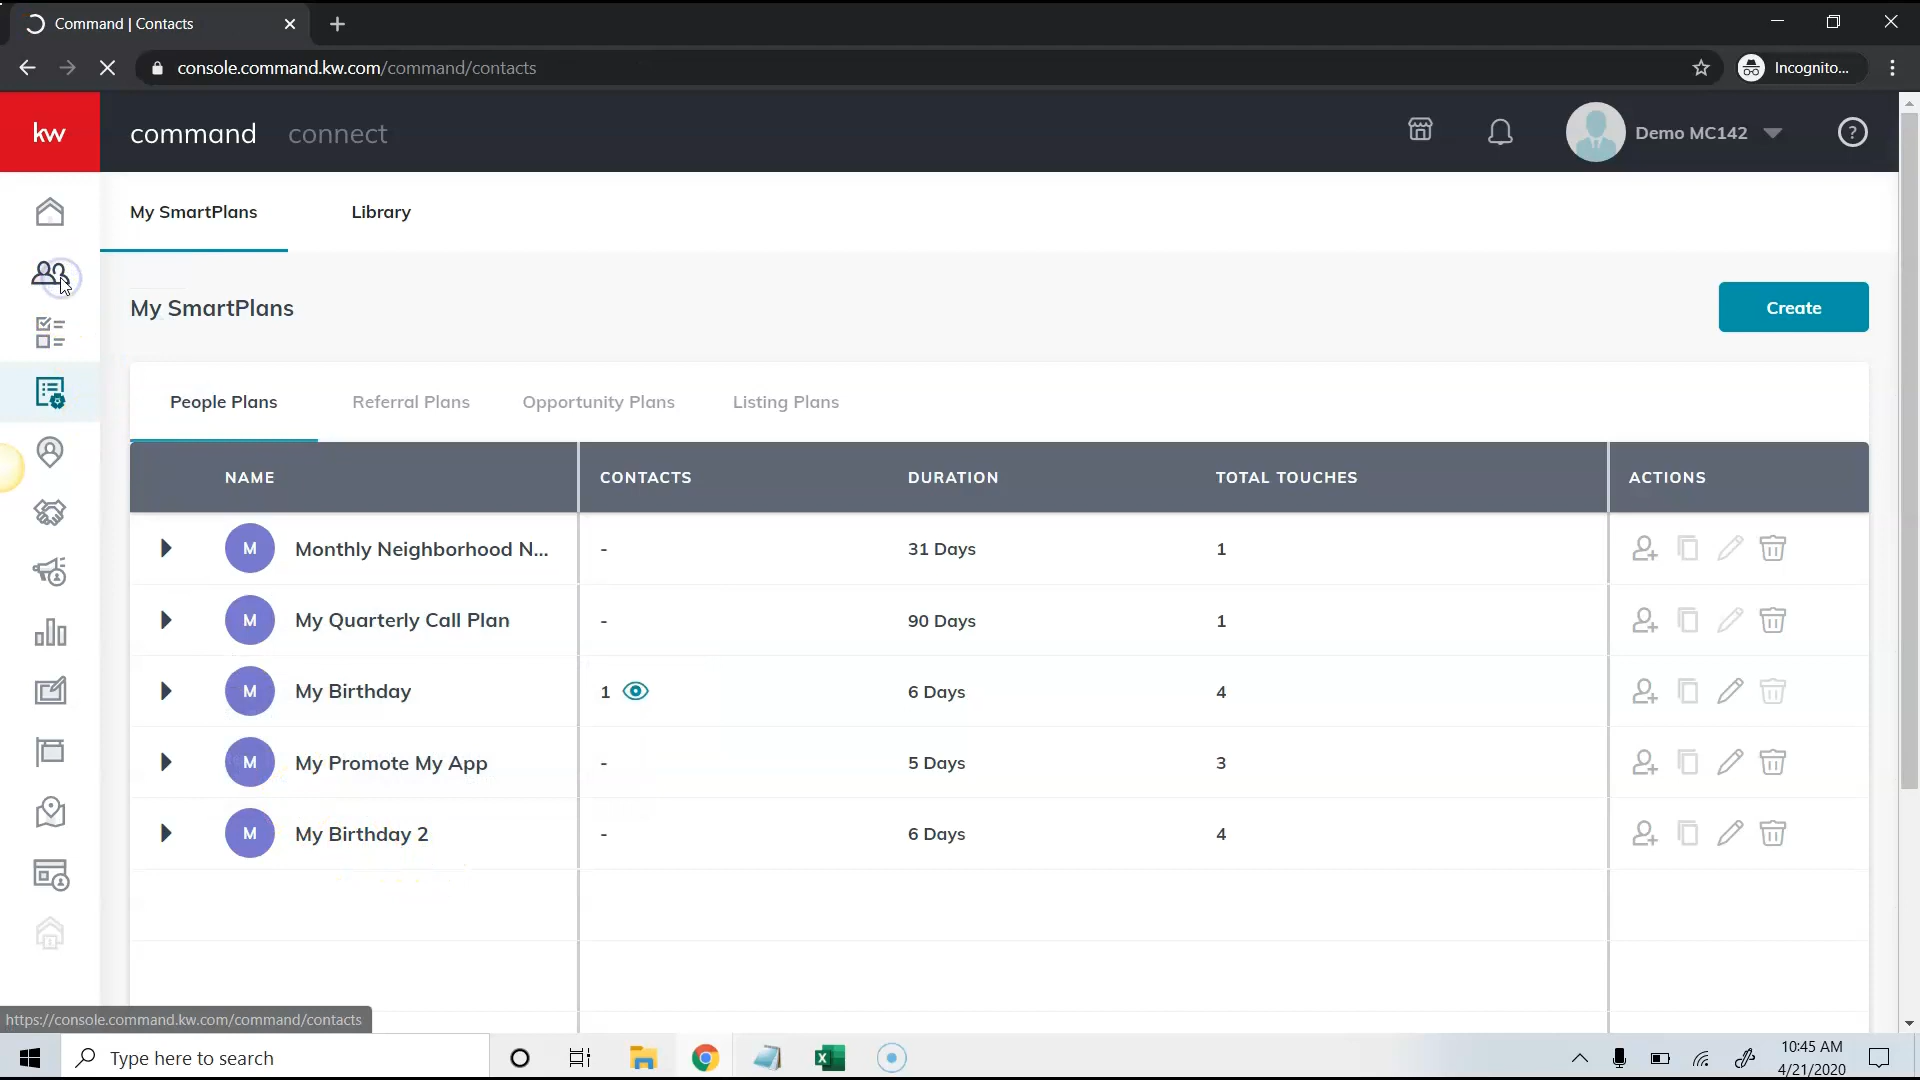 Command | Contacts
console.command.kw.com/command/contacts
Incognito...
kw
command connect
Demo MC142
?
My SmartPlans Library
My SmartPlans
Create
People Plans Referral Plans Opportunity Plans Listing Plans
NAME CONTACTS DURATION TOTAL TOUCHES ACTIONS
M Monthly Neighborhood N... - 31 Days 1
M My Quarterly Call Plan - 90 Days 1
M My Birthday 1 6 Days 4
M My Promote My App - 5 Days 3
M My Birthday 2 - 6 Days 4
https://console.command.kw.com/command/contacts
Type here to search
10:45 AM
4/21/2020